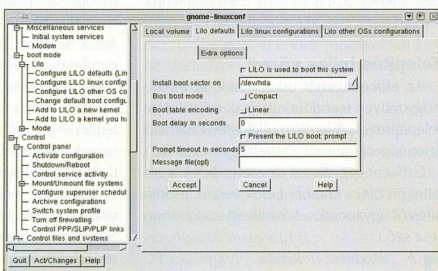 gnome-linuxconf
Miscellaneous services
Initial system services
Modem
boot mode
Lilo
Configure LILO defaults (Lin
Configure LILO linux configu
Configure LILO other OS co
Change default boot configu
Add to LILO a new kernel
Add to LILO a kernel you ha
Mode
Control
Control panel
Activate configuration
Shutdown/Reboot
Control service activity
Mount/Unmount file systems
Configure superuser schedul
Archive configurations
Switch system profile
Turn off firewalling
Control PPP/SLIP/PLIP links
Control files and systems
Quit Act/Changes Help
Local volume Lilo defaults Lilo linux configurations Lilo other OSs configurations
Extra options
LILO is used to boot this system
Install boot sector on /dev/hda
Bios boot mode Compact
Boot table encoding Linear
Boot delay in seconds 0
Present the LILO boot: prompt
Prompt timeout in seconds 5
Message file(opt)
Accept Cancel Help